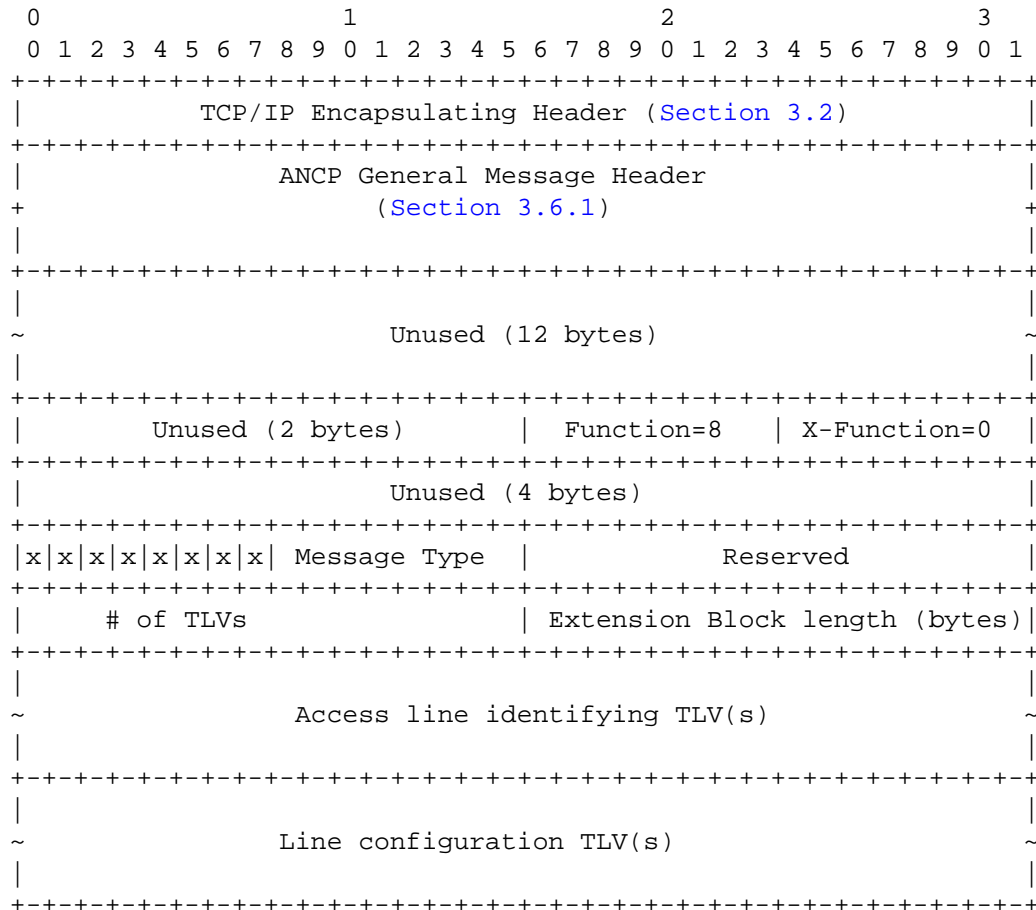 0                   1                   2                   3
 0 1 2 3 4 5 6 7 8 9 0 1 2 3 4 5 6 7 8 9 0 1 2 3 4 5 6 7 8 9 0 1
+-+-+-+-+-+-+-+-+-+-+-+-+-+-+-+-+-+-+-+-+-+-+-+-+-+-+-+-+-+-+-+-+
|           TCP/IP Encapsulating Header (Section 3.2)           |
+-+-+-+-+-+-+-+-+-+-+-+-+-+-+-+-+-+-+-+-+-+-+-+-+-+-+-+-+-+-+-+-+
|                ANCP General Message Header                    |
+                      (Section 3.6.1)                          +
|                                                               |
+-+-+-+-+-+-+-+-+-+-+-+-+-+-+-+-+-+-+-+-+-+-+-+-+-+-+-+-+-+-+-+-+
|                                                               |
~                       Unused (12 bytes)                       ~
|                                                               |
+-+-+-+-+-+-+-+-+-+-+-+-+-+-+-+-+-+-+-+-+-+-+-+-+-+-+-+-+-+-+-+-+
|        Unused (2 bytes)       |  Function=8   | X-Function=0  |
+-+-+-+-+-+-+-+-+-+-+-+-+-+-+-+-+-+-+-+-+-+-+-+-+-+-+-+-+-+-+-+-+
|                       Unused (4 bytes)                        |
+-+-+-+-+-+-+-+-+-+-+-+-+-+-+-+-+-+-+-+-+-+-+-+-+-+-+-+-+-+-+-+-+
|x|x|x|x|x|x|x|x| Message Type  |            Reserved           |
+-+-+-+-+-+-+-+-+-+-+-+-+-+-+-+-+-+-+-+-+-+-+-+-+-+-+-+-+-+-+-+-+
|     # of TLVs                 | Extension Block length (bytes)|
+-+-+-+-+-+-+-+-+-+-+-+-+-+-+-+-+-+-+-+-+-+-+-+-+-+-+-+-+-+-+-+-+
|                                                               |
~                 Access line identifying TLV(s)                ~
|                                                               |
+-+-+-+-+-+-+-+-+-+-+-+-+-+-+-+-+-+-+-+-+-+-+-+-+-+-+-+-+-+-+-+-+
|                                                               |
~                Line configuration TLV(s)                      ~
|                                                               |
+-+-+-+-+-+-+-+-+-+-+-+-+-+-+-+-+-+-+-+-+-+-+-+-+-+-+-+-+-+-+-+-+